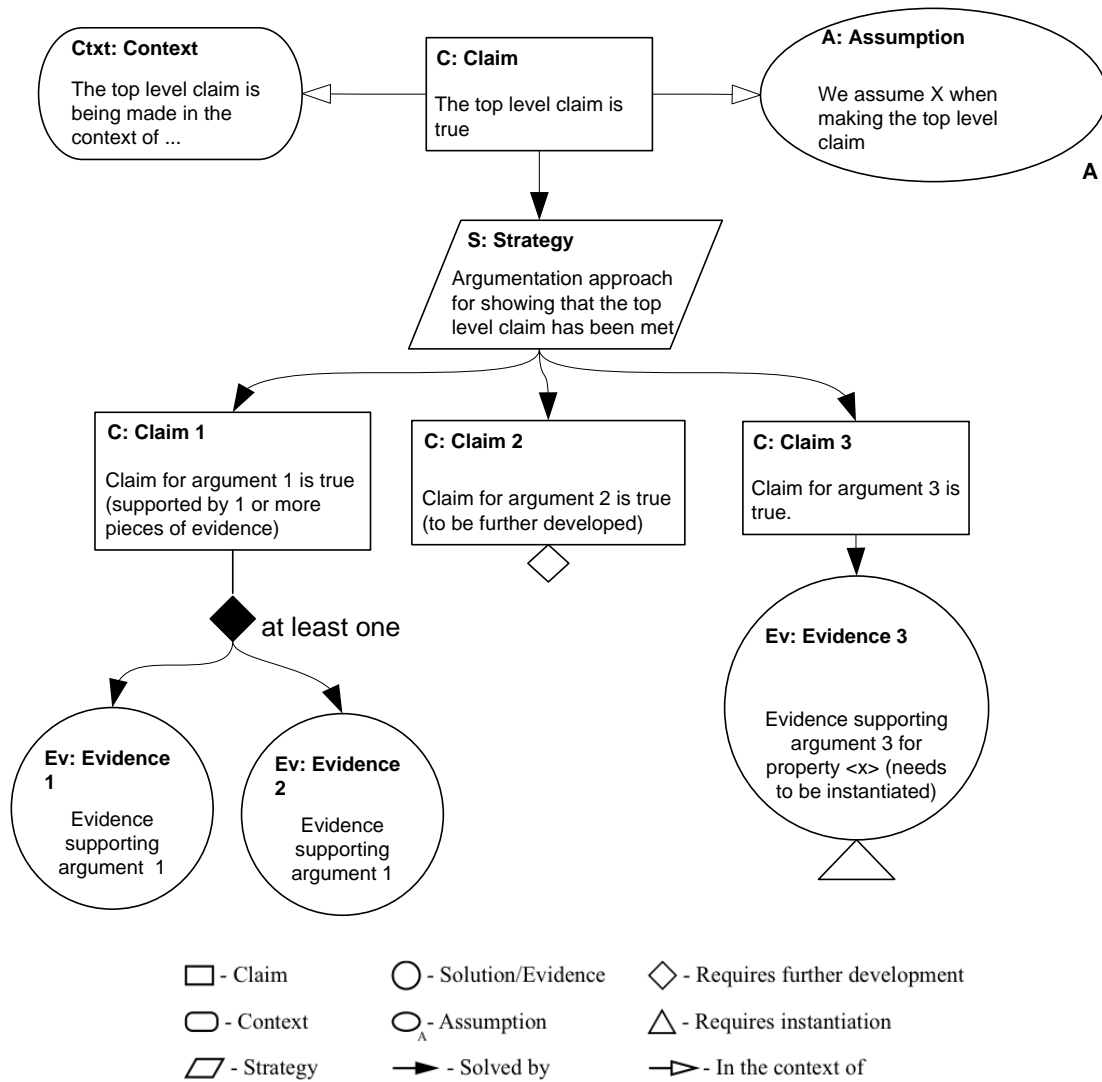 Ctxt: Context
The top level claim is
being made in the
context of ...
C: Claim
The top level claim is
true
A: Assumption
We assume X when
making the top level
claim
A
S: Strategy
Argumentation approach
for showing that the top
level claim has been met
C: Claim 1
Claim for argument 1 is true
(supported by 1 or more
pieces of evidence)
C: Claim 2
Claim for argument 2 is true
(to be further developed)
C: Claim 3
Claim for argument 3 is
true.
at least one
Ev: Evidence
1
Evidence
supporting
argument 1
Ev: Evidence
2
Evidence
supporting
argument 1
Ev: Evidence 3
Evidence supporting
argument 3 for
property <x> (needs
to be instantiated)
- Claim
- Solution/Evidence
- Requires further development
- Context
A
- Assumption
- Requires instantiation
- Strategy
- Solved by
- In the context of